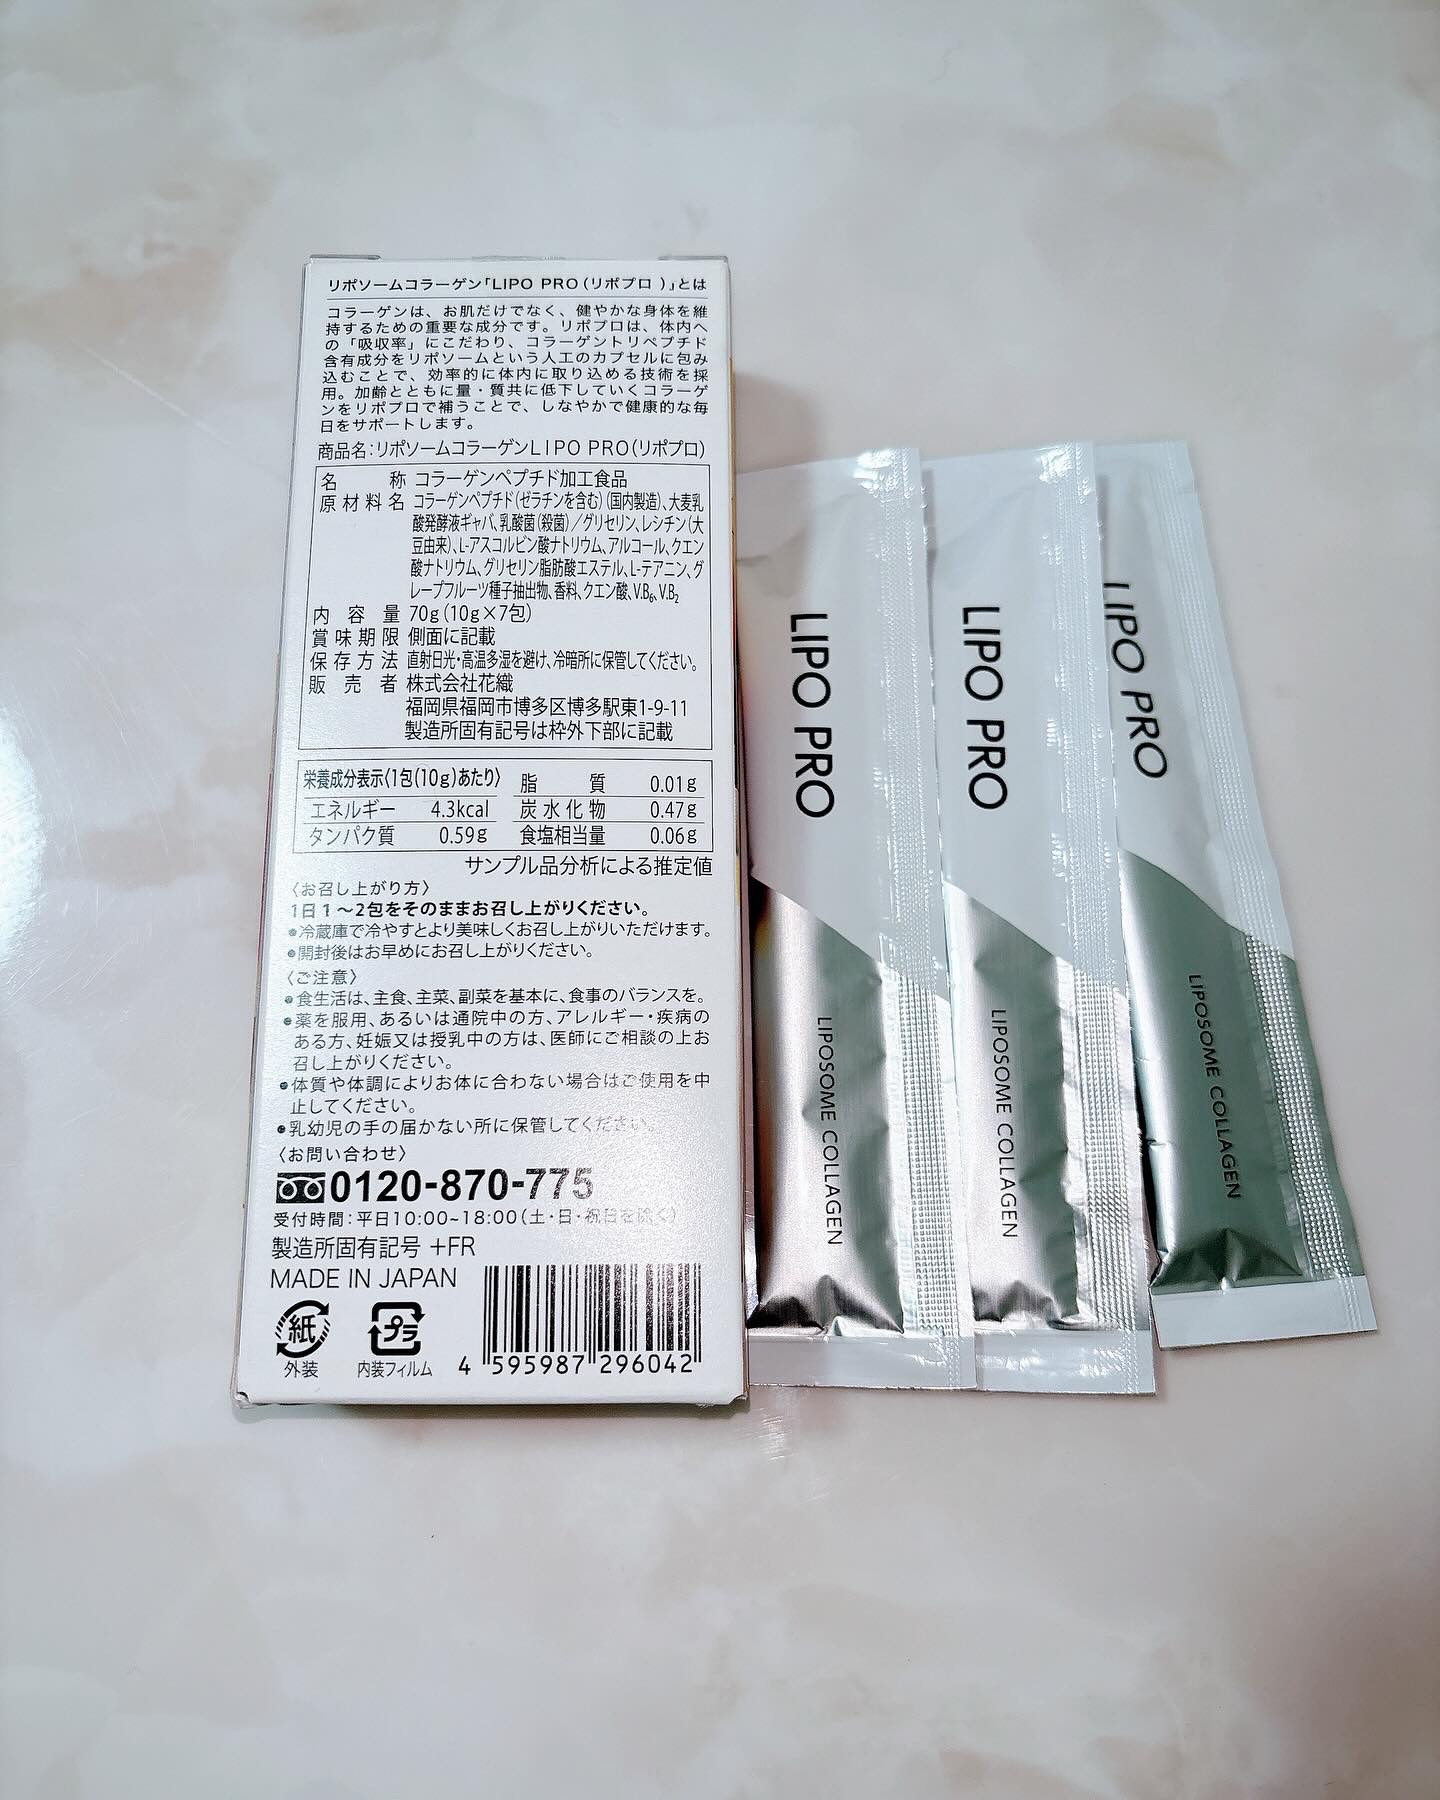 リポソームコラーゲン「LIPO PRO(リポプロ )」とは
コラーゲンは、お肌だけでなく、健やかな身体を維
持するための重要な成分です。リポプロは、体内へ
の「吸収率」にこだわり、コラーゲントリペプチド
含有成分をリポソームという人工のカプセルに包み
込むことで、効率的に体内に取り込める技術を採
用。加齢とともに量・質共に低下していくコラーゲ
ンをリポプロで補うことで、しなやかで健康的な毎
日をサポートします。
商品名:リポソームコラーゲンLIPO PRO(リポプロ)
名 称 コラーゲンペプチド加工食品
原材料名 コラーゲンペプチド(ゼラチンを含む)(国内製造)、大麦乳
酸発酵液ギャバ、乳酸菌(殺菌)/グリセリン、レシチン(大
豆由来)、L-アスコルビン酸ナトリウム、アルコール、クエン
酸ナトリウム、グリセリン脂肪酸エステル、L-テアニン、グ
レープフルーツ種子抽出物、香料、クエン酸、V.B₆、V.B₂
内容量 70g(10g×7包)
賞味期限 側面に記載
保存方法 直射日光・高温多湿を避け、冷暗所に保管してください。
販売者 株式会社花織
福岡県福岡市博多区博多駅東1-9-11
製造所固有記号は枠外下部に記載
栄養成分表示〈1包(10g)あたり〉 脂質 0.01g
エネルギー 4.3kcal 炭水化物 0.47g
タンパク質 0.59g 食塩相当量 0.06g
サンプル品分析による推定値
〈お召し上がり方〉
1日1〜2包をそのままお召し上がりください。
●冷蔵庫で冷やすとより美味しくお召し上がりいただけます。
●開封後はお早めにお召し上がりください。
〈ご注意〉
●食生活は、主食、主菜、副菜を基本に、食事のバランスを。
●薬を服用、あるいは通院中の方、アレルギー・疾病の
ある方、妊娠又は授乳中の方は、医師にご相談の上お
召し上がりください。
●体質や体調によりお体に合わない場合はご使用を中
止してください。
●乳幼児の手の届かない所に保管してください。
〈お問い合わせ〉
0120-870-775
受付時間:平日10:00~18:00(土・日・祝日を除く)
製造所固有記号 +FR
MADE IN JAPAN
紙
外装
プラ
内装フィルム
4 595987 296042
LIPO PRO
LIPOSOME COLLAGEN
LIPO PRO
LIPOSOME COLLAGEN
LIPO PRO
LIPOSOME COLLAGEN